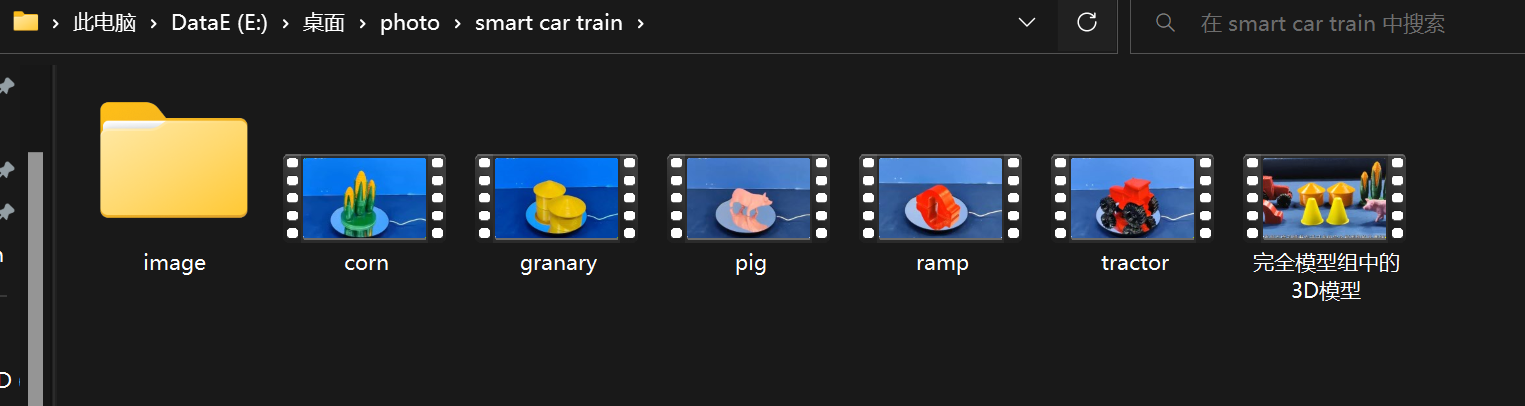 此电脑 › DataE (E:) › 桌面 › photo › smart car train ›
在 smart car train 中搜索
image
corn
granary
pig
ramp
tractor
完全模型组中的
3D模型